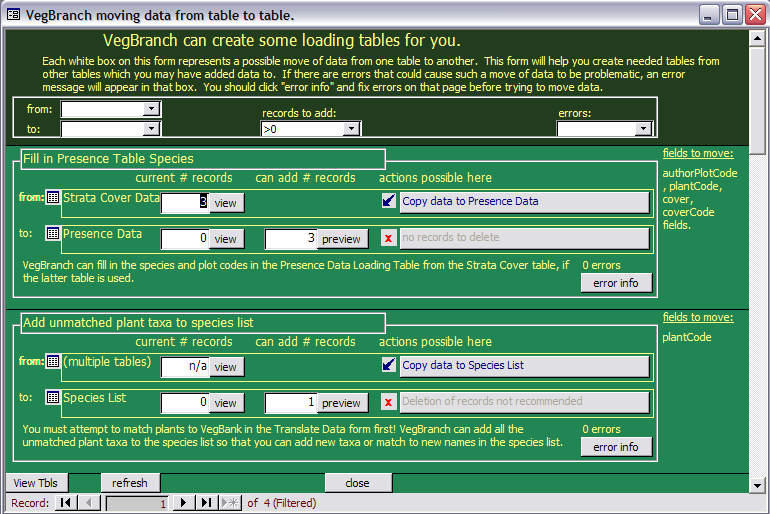 VegBranch moving data from table to table.
VegBranch can create some loading tables for you.
Each white box on this form represents a possible move of data from one table to another. This form will help you create needed tables from
other tables which you may have added data to. If there are errors that could cause such a move of data to be problematic, an error
message will appear in that box. You should click "error info" and fix errors on that page before trying to move data.
from:
to:
records to add:
>0
errors:
Fill in Presence Table Species
current # records can add # records actions possible here
from: Strata Cover Data 3 view Copy data to Presence Data
to: Presence Data 0 view 3 preview x no records to delete
VegBranch can fill in the species and plot codes in the Presence Data Loading Table from the Strata Cover table, if
the latter table is used.
0 errors
error info
fields to move:
authorPlotCode
, plantCode,
cover,
coverCode
fields.
Add unmatched plant taxa to species list
current # records can add # records actions possible here
from: (multiple tables) n/a view Copy data to Species List
to: Species List 0 view 1 preview x Deletion of records not recommended
You must attempt to match plants to VegBank in the Translate Data form first! VegBranch can add all the
unmatched plant taxa to the species list so that you can add new taxa or match to new names in the species list.
0 errors
error info
fields to move:
plantCode
View Tbls refresh close
Record: 1 of 4 (Filtered)